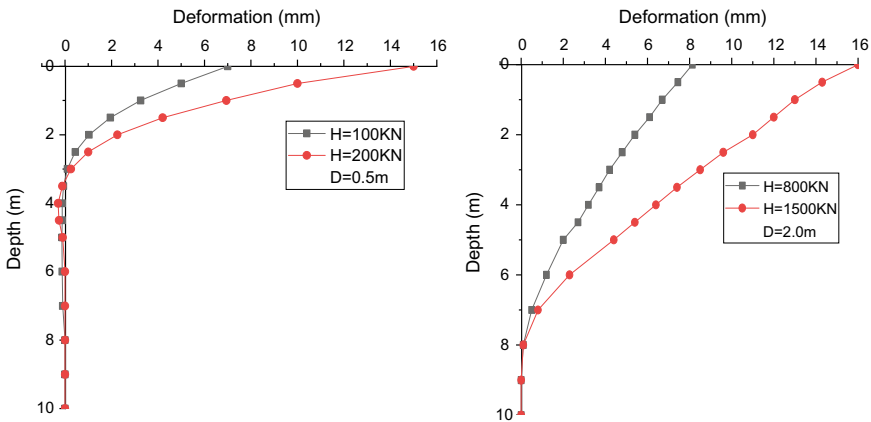 Deformation (mm)
0 2 4 6 8 10 12 14 16
0
2
4
6
8
10
Depth (m)
H=100KN
H=200KN
D=0.5m
Deformation (mm)
0 2 4 6 8 10 12 14 16
0
2
4
6
8
10
Depth (m)
H=800KN
H=1500KN
D=2.0m